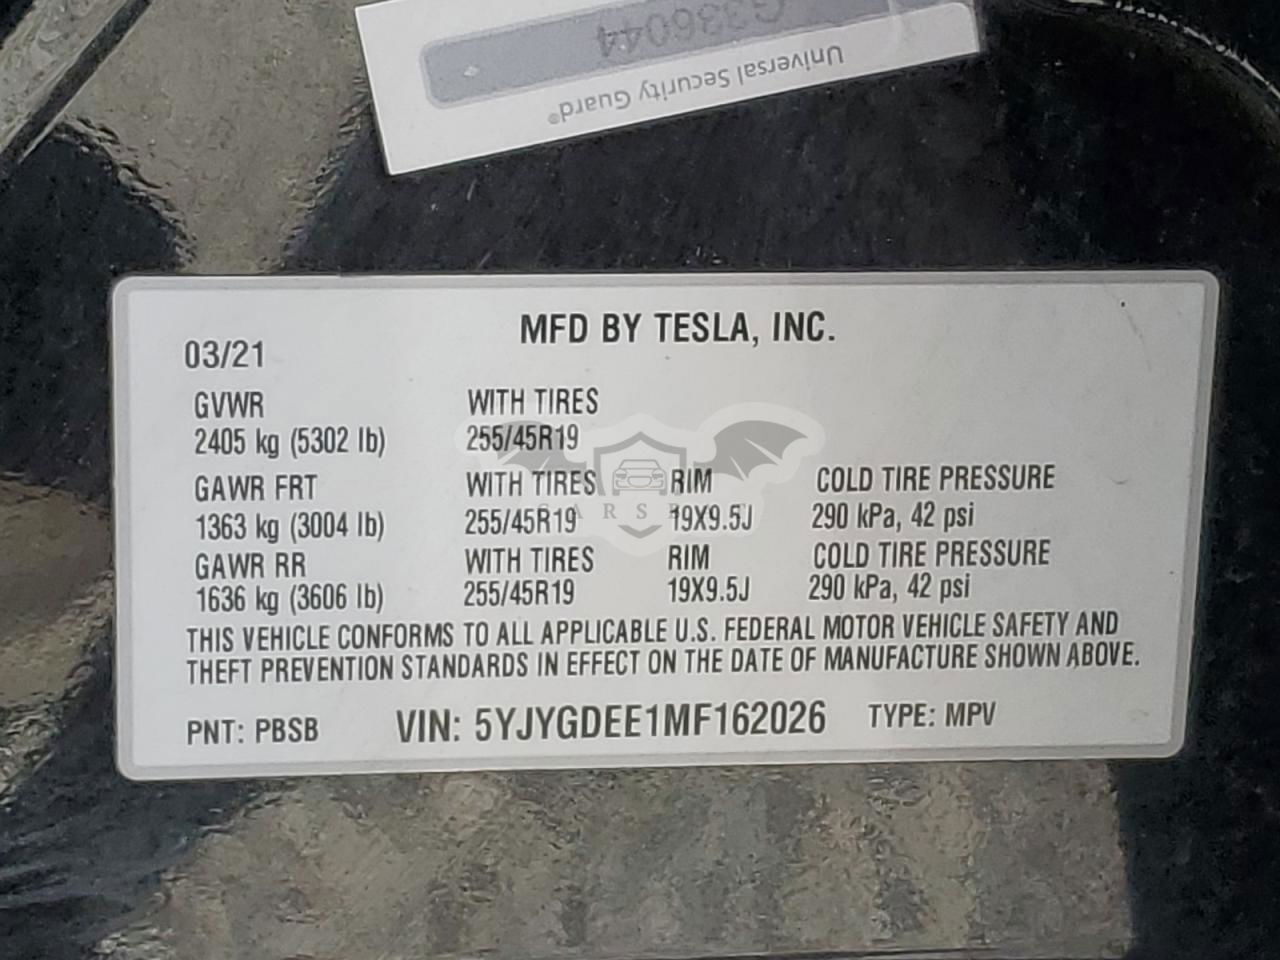 G336044
Universal Security Guard®
MFD BY TESLA, INC.
03/21
GVWR WITH TIRES
2405 kg (5302 lb) 255/45R19
GAWR FRT WITH TIRES RIM COLD TIRE PRESSURE
1363 kg (3004 lb) 255/45R19 19X9.5J 290 kPa, 42 psi
GAWR RR WITH TIRES RIM COLD TIRE PRESSURE
1636 kg (3606 lb) 255/45R19 19X9.5J 290 kPa, 42 psi
THIS VEHICLE CONFORMS TO ALL APPLICABLE U.S. FEDERAL MOTOR VEHICLE SAFETY AND
THEFT PREVENTION STANDARDS IN EFFECT ON THE DATE OF MANUFACTURE SHOWN ABOVE.
PNT: PBSB VIN: 5YJYGDEE1MF162026 TYPE: MPV